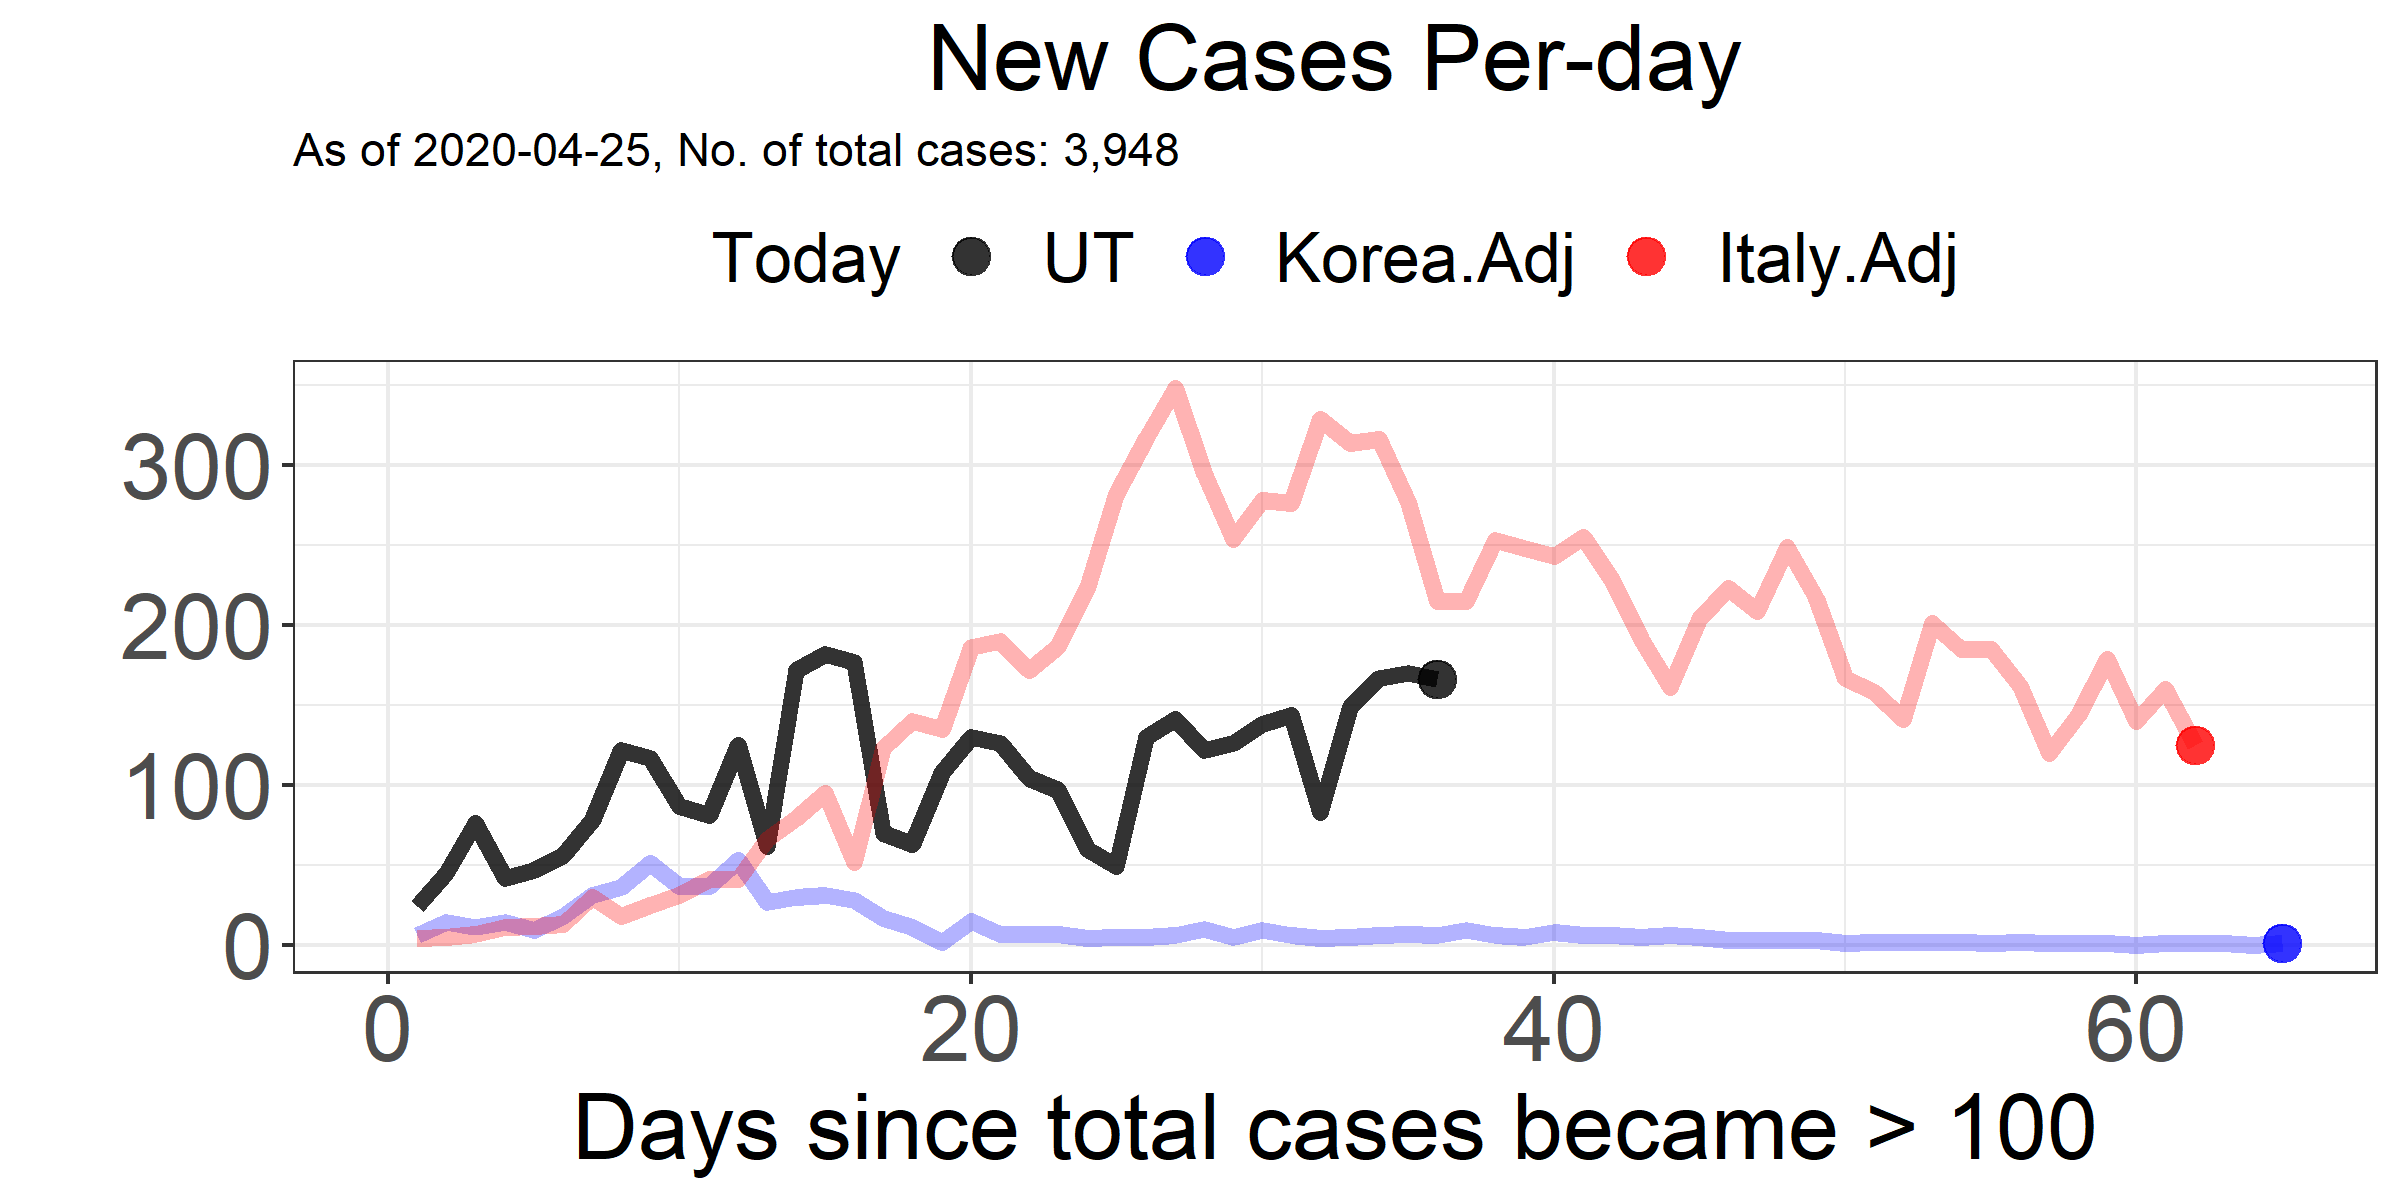 New Cases Per-day
As of 2020-04-25, No. of total cases: 3,948
Today UT Korea.Adj Italy.Adj
300
200
100
0
0 20 40 60
Days since total cases became > 100